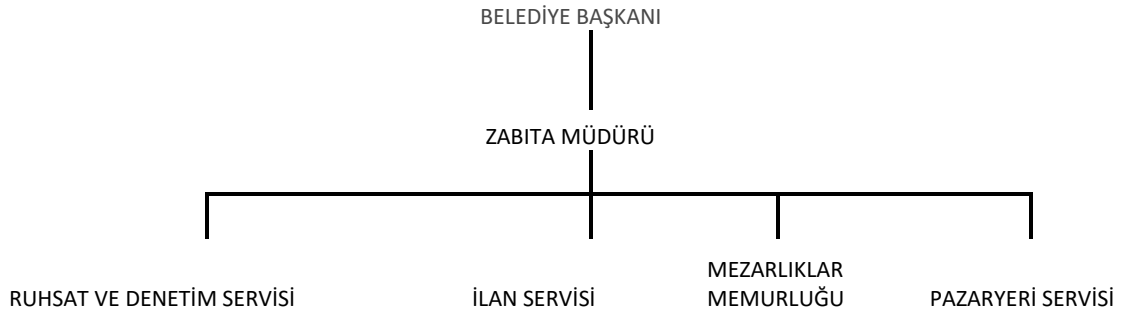 BELEDİYE BAŞKANI
ZABITA MÜDÜRÜ
RUHSAT VE DENETİM SERVİSİ
İLAN SERVİSİ
MEZARLIKLAR
MEMURLUĞU
PAZARYERİ SERVİSİ